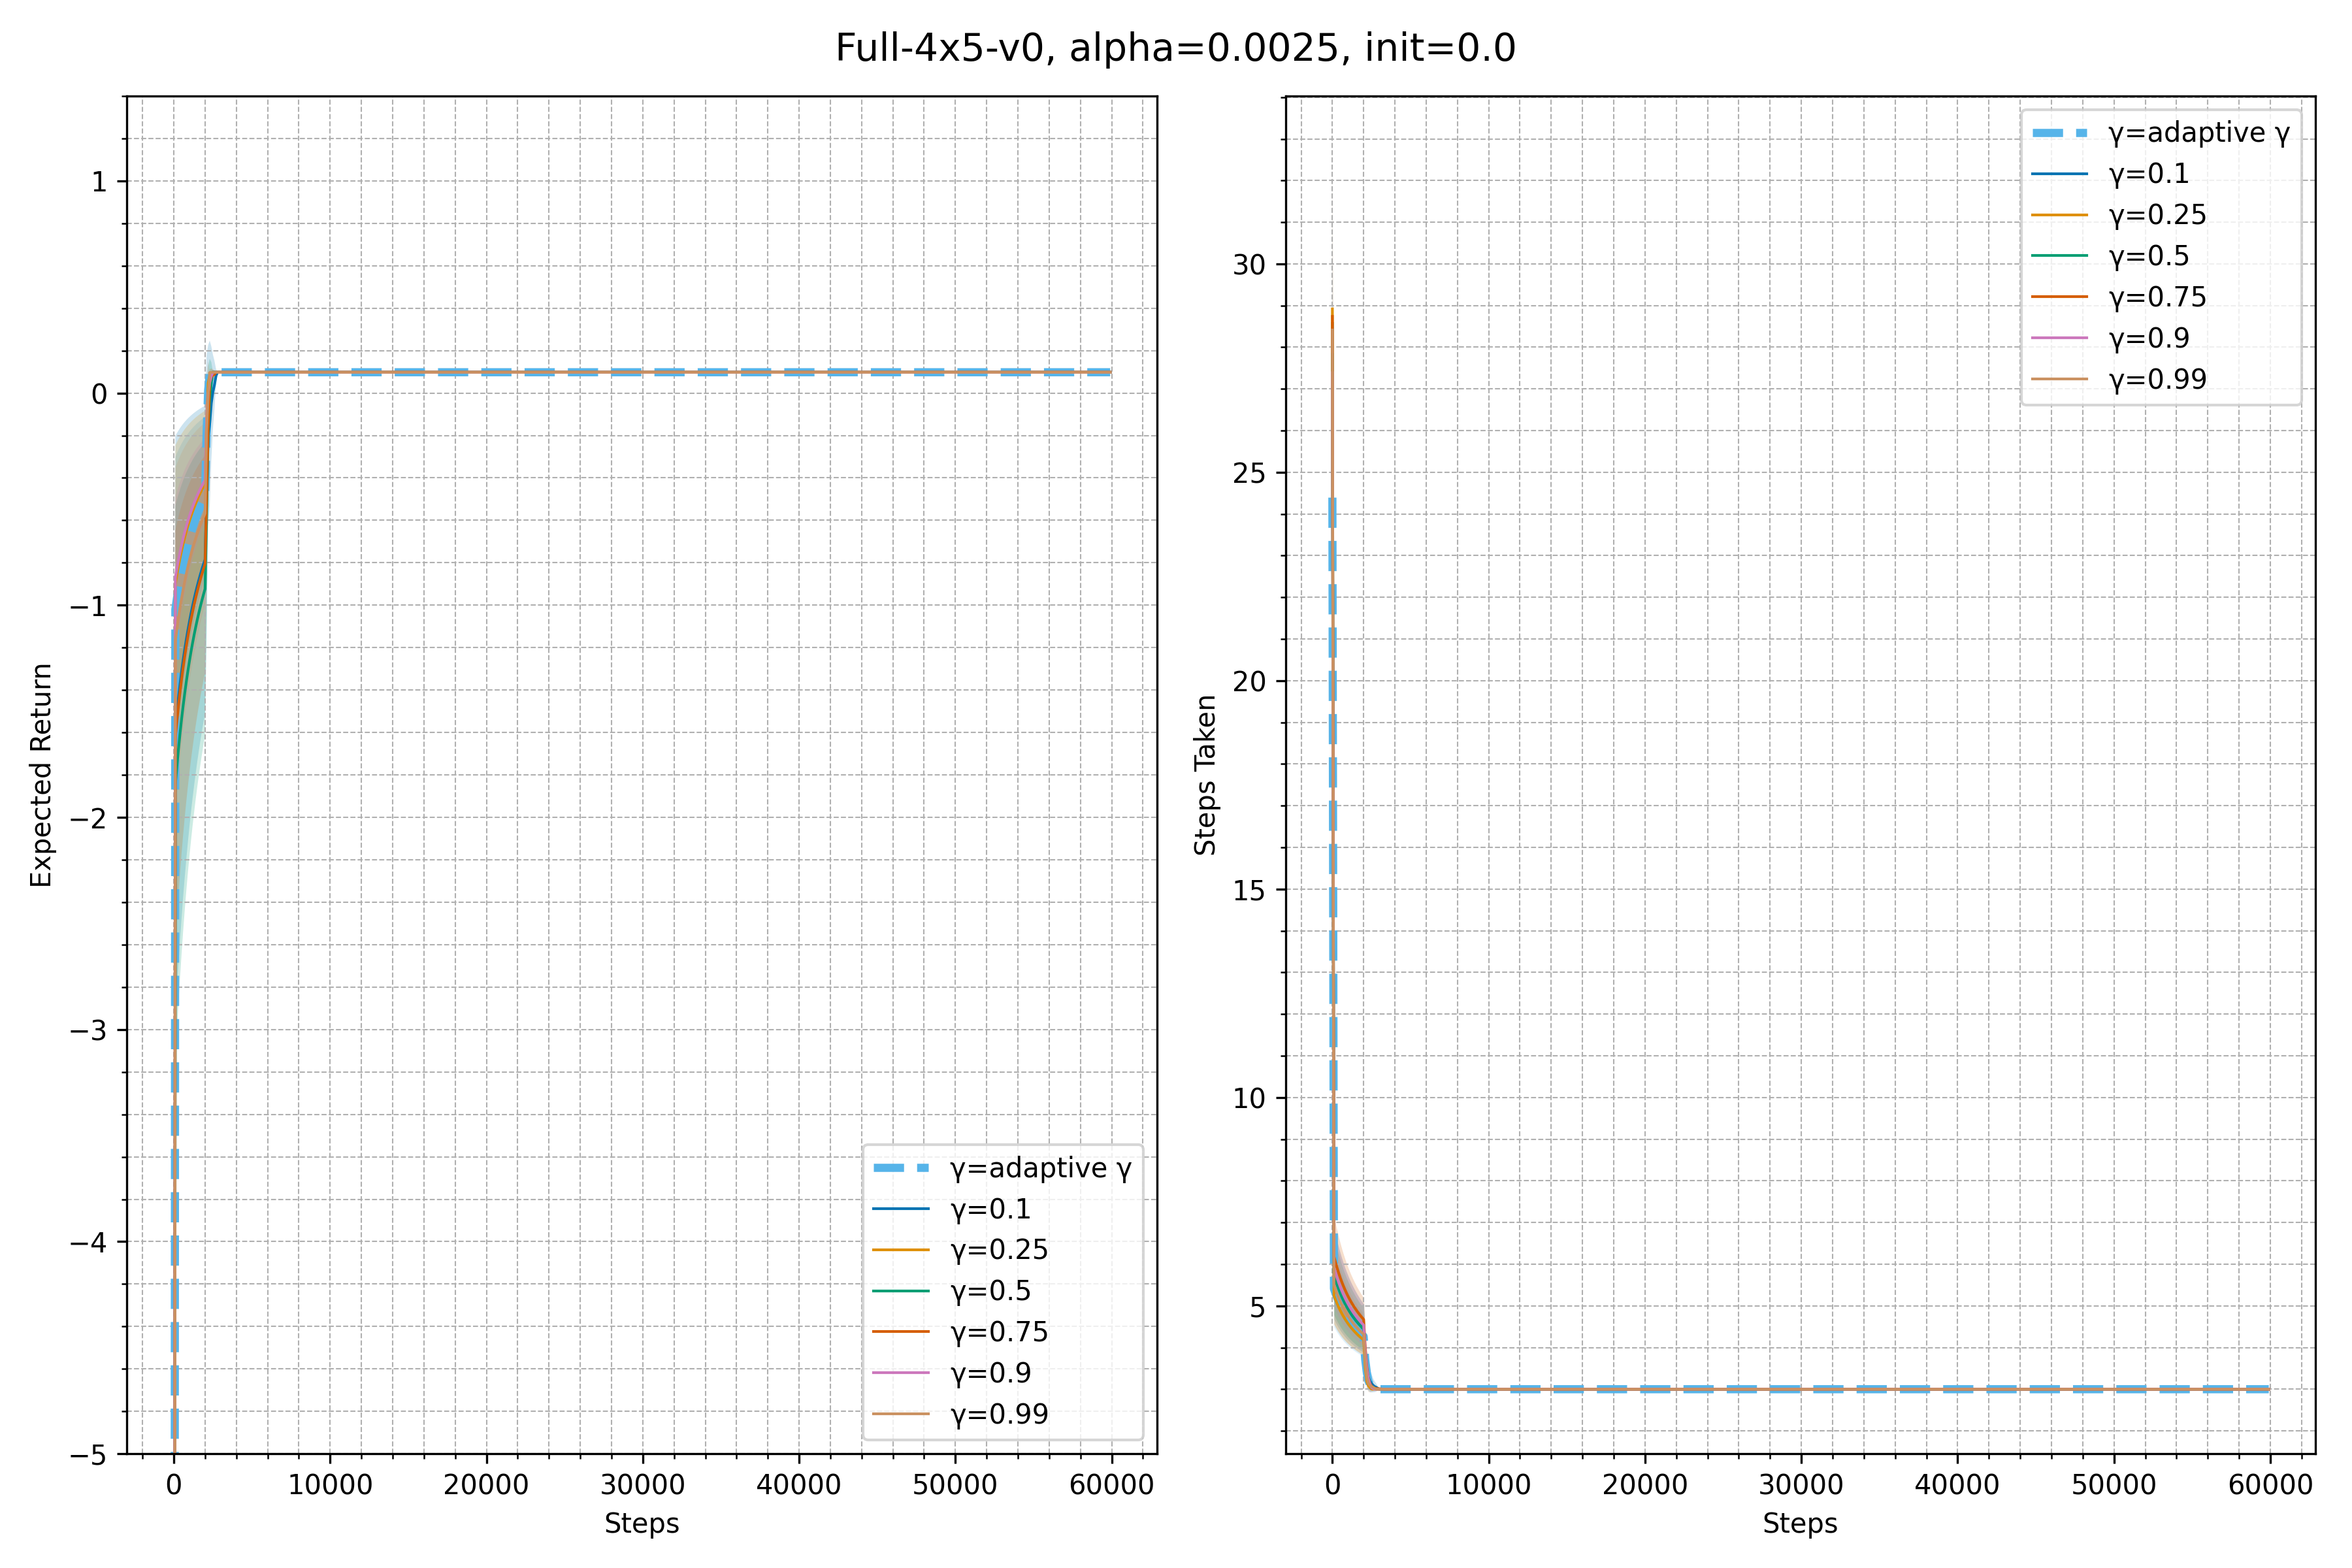 Full-4x5-v0, alpha=0.0025, init=0.0
Expected Return
1
0
−1
−2
−3
−4
−5
0
10000
20000
30000
40000
50000
60000
Steps
γ=adaptive γ
γ=0.1
γ=0.25
γ=0.5
γ=0.75
γ=0.9
γ=0.99
Steps Taken
30
25
20
15
10
5
0
10000
20000
30000
40000
50000
60000
Steps
γ=adaptive γ
γ=0.1
γ=0.25
γ=0.5
γ=0.75
γ=0.9
γ=0.99